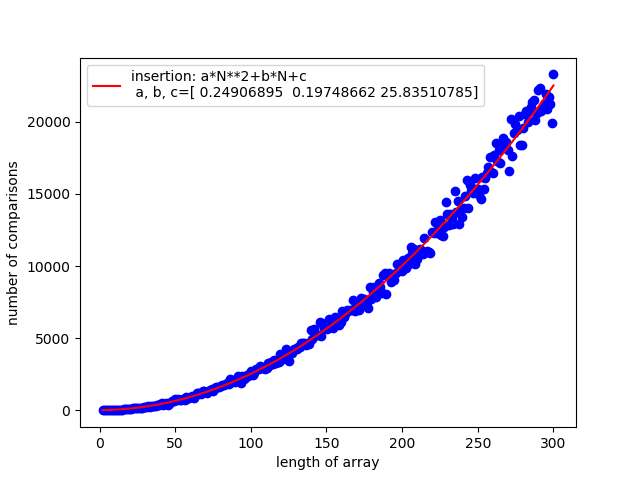 insertion: a*N**2+b*N+c
a, b, c=[ 0.24906895 0.19748662 25.83510785]
20000
15000
10000
5000
0
number of comparisons
0 50 100 150 200 250 300
length of array